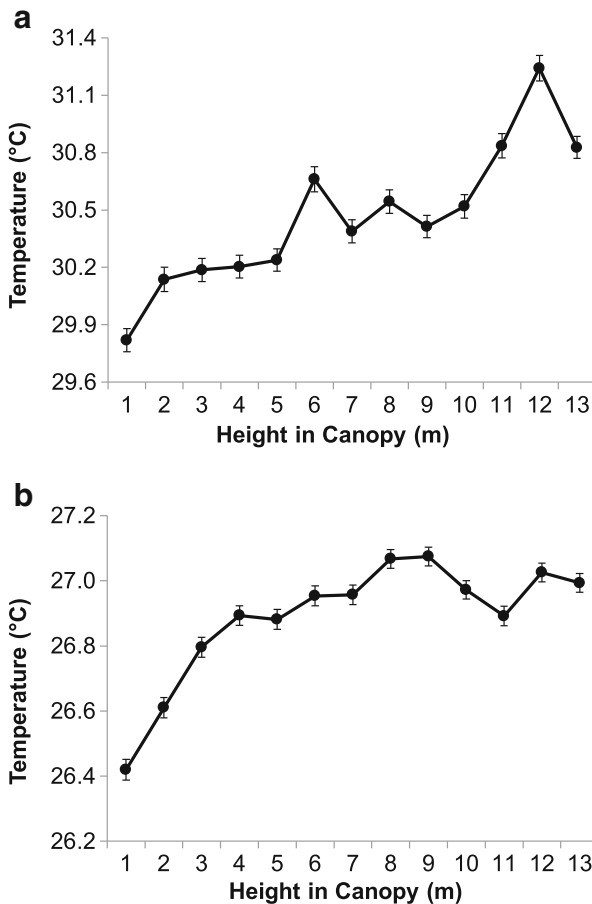 a
31.4
31.1
30.8
30.5
30.2
29.9
29.6
Temperature (°C)
1 2 3 4 5 6 7 8 9 10 11 12 13
Height in Canopy (m)
b
27.2
27.0
26.8
26.6
26.4
26.2
Temperature (°C)
1 2 3 4 5 6 7 8 9 10 11 12 13
Height in Canopy (m)